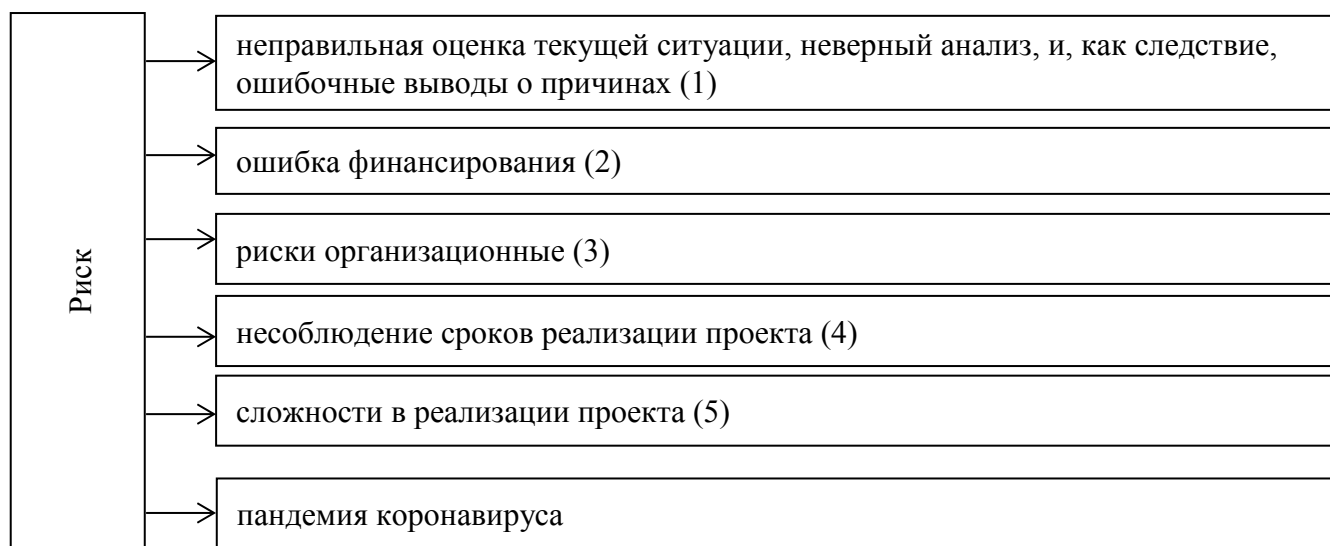 Риск
неправильная оценка текущей ситуации, неверный анализ, и, как следствие,
ошибочные выводы о причинах (1)
ошибка финансирования (2)
риски организационные (3)
несоблюдение сроков реализации проекта (4)
сложности в реализации проекта (5)
пандемия коронавируса